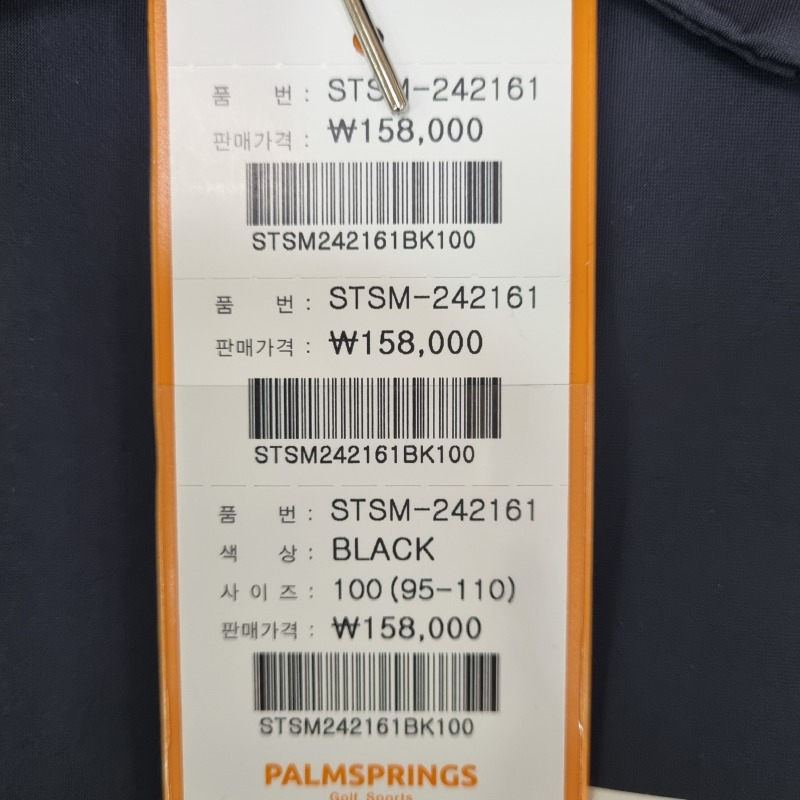 품 번 : STSM-242161
판매가격 : ₩158,000
STSM242161BK100
품 번 : STSM-242161
판매가격 : ₩158,000
STSM242161BK100
품 번 : STSM-242161
색 상 : BLACK
사 이 즈 : 100(95-110)
판매가격 : ₩158,000
STSM242161BK100
PALMSPRINGS
Golf Sports